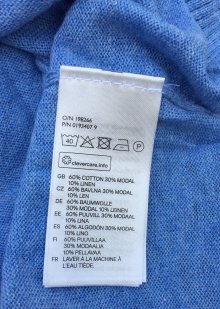 O/N 198266
P/N 0193407 9
40
P
clevercare.info
GB 60% COTTON 30% MODAL
10% LINEN
CZ 60% BAVLNA 30% MODAL
10% LEN
DE 60% BAUMWOLLE
30% MODAL 10% LEINEN
EE 60% PUUVILL 30% MODAL
10% LINA
ES 60% ALGODÓN 30% MODAL
10% LINO
FI 60% PUUVILLAA
30% MODAALIA
10% PELLAVAA
FR LAVER À LA MACHINE À
L'EAU TIÈDE.